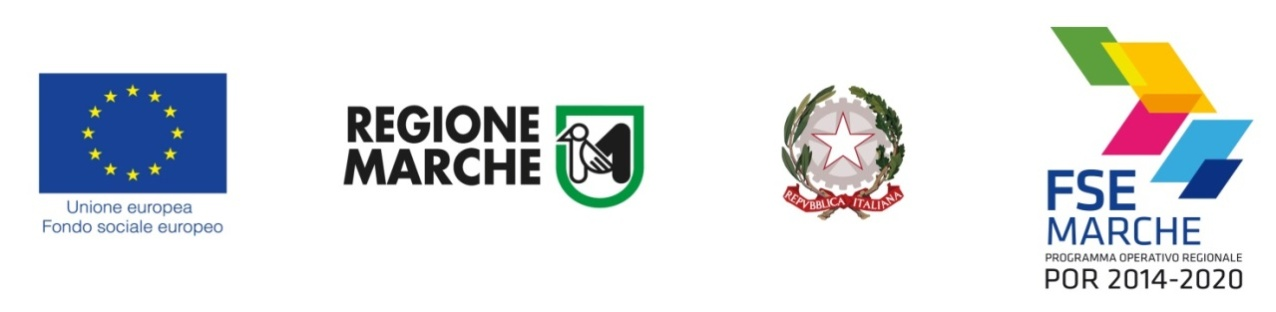 Unione europea
Fondo sociale europeo
REGIONE
MARCHE
REPVBBLICA ITALIANA
FSE
MARCHE
PROGRAMMA OPERATIVO REGIONALE
POR 2014-2020